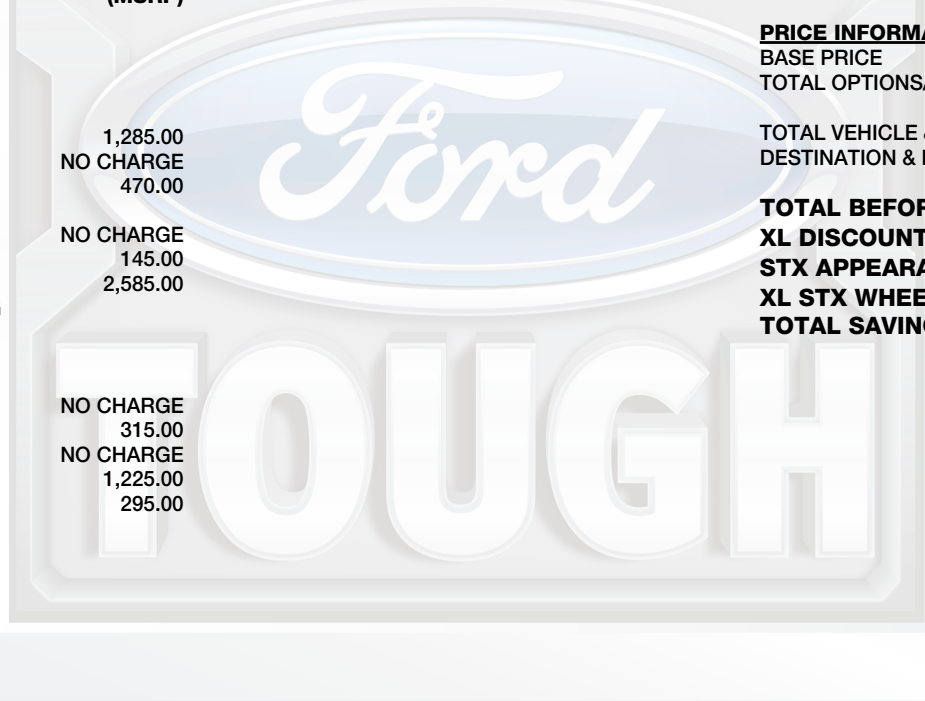 (MSRP)
1,285.00
NO CHARGE
470.00
NO CHARGE
145.00
2,585.00
NO CHARGE
315.00
NO CHARGE
1,225.00
295.00
Ford
TOUGH
PRICE INFORMA
BASE PRICE
TOTAL OPTIONS
TOTAL VEHICLE
DESTINATION &
TOTAL BEFOR
XL DISCOUNT
STX APPEARA
XL STX WHEE
TOTAL SAVIN